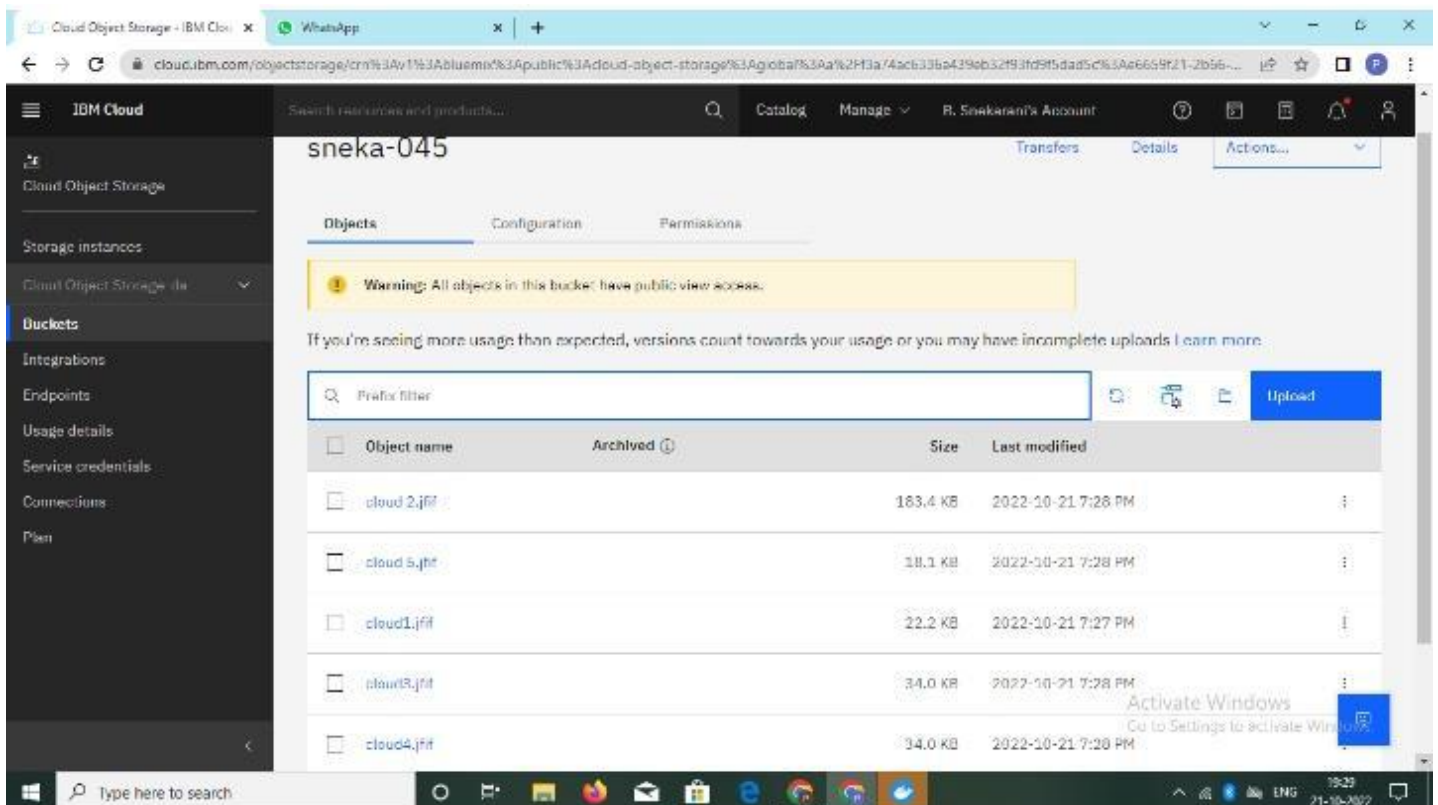 Cloud Object Storage - IBM Clou
WhatsApp
IBM Cloud
Search resources and products...
Catalog
Manage
B. Snekarani's Account
Cloud Object Storage
sneka-045
Transfers
Details
Actions...
Objects
Configuration
Permissions
Storage instances
Cloud Object Storage-da
Buckets
Integrations
Endpoints
Usage details
Service credentials
Connections
Plan
Warning: All objects in this bucket have public view access.
If you're seeing more usage than expected, versions count towards your usage or you may have incomplete uploads Learn more
Prefix filter
Upload
Object name Archived Size Last modified
cloud 2.jfif 183.4 KB 2022-10-21 7:28 PM
cloud 5.jfif 18.1 KB 2022-10-21 7:28 PM
cloud1.jfif 22.2 KB 2022-10-21 7:27 PM
cloud3.jfif 34.0 KB 2022-10-21 7:28 PM
cloud4.jfif 34.0 KB 2022-10-21 7:28 PM
Activate Windows
Go to Settings to activate Windows.
Type here to search
ENG
19:29
21-10-2022